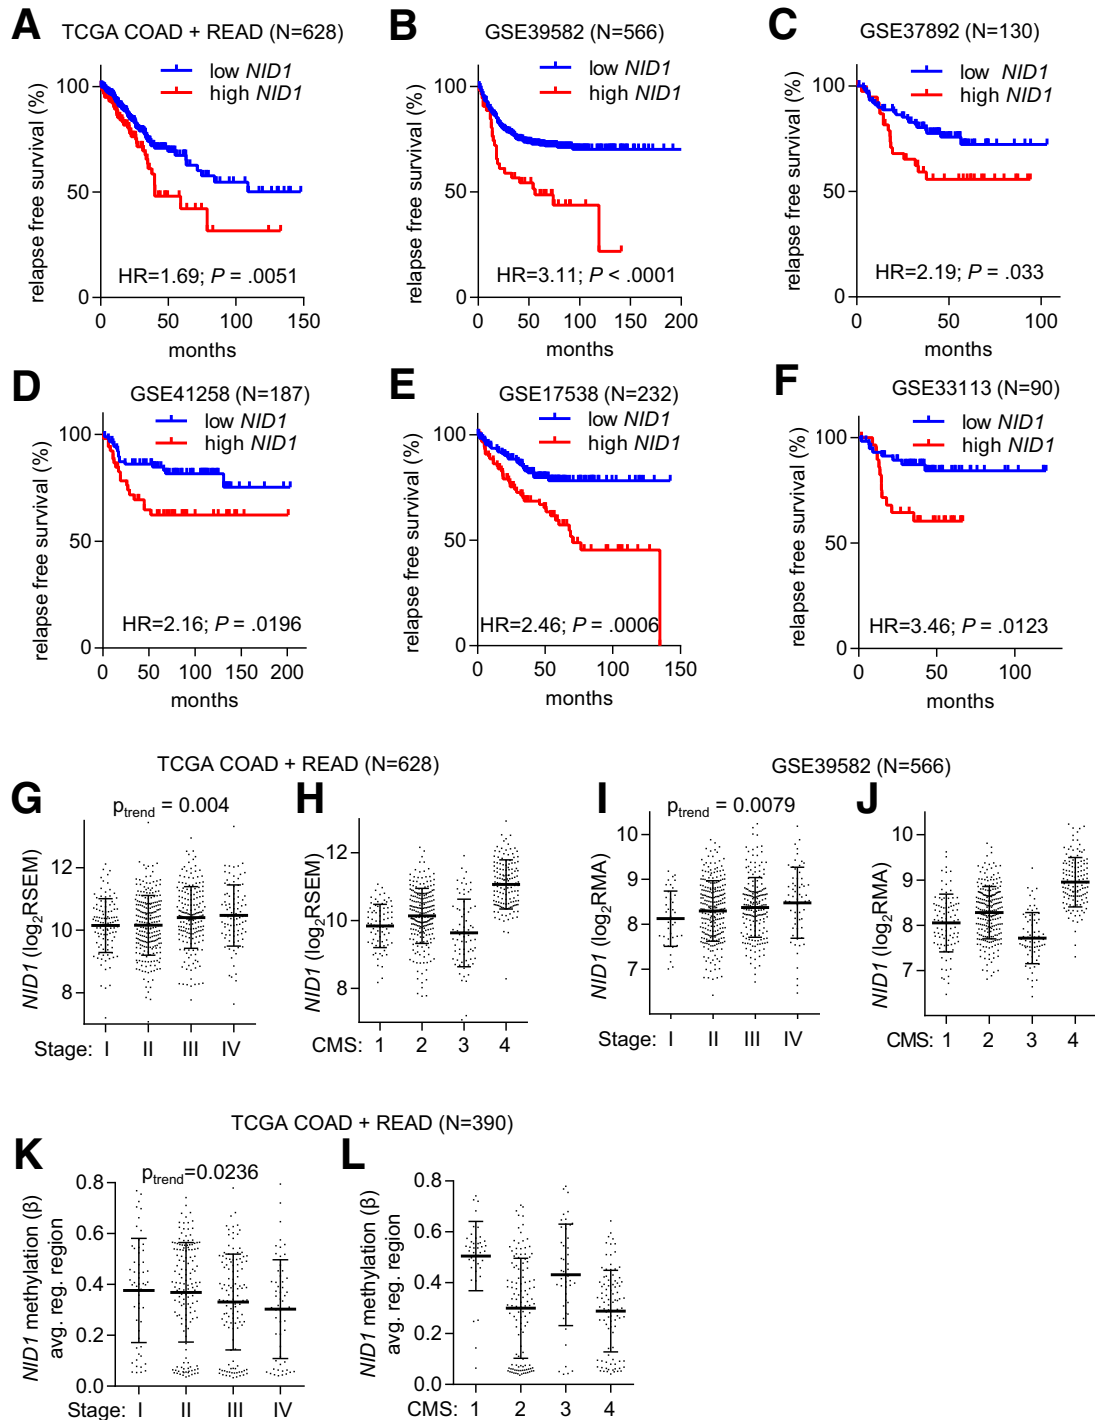 A TCGA COAD + READ (N=628)
low NID1
high NID1
relapse free survival (%)
100
50
0
HR=1.69; P = .0051
0 50 100 150
months
B GSE39582 (N=566)
low NID1
high NID1
relapse free survival (%)
100
50
0
HR=3.11; P < .0001
0 50 100 150 200
months
C GSE37892 (N=130)
low NID1
high NID1
relapse free survival (%)
100
50
0
HR=2.19; P = .033
0 50 100
months
D GSE41258 (N=187)
low NID1
high NID1
relapse free survival (%)
100
50
0
HR=2.16; P = .0196
0 50 100 150 200
months
E GSE17538 (N=232)
low NID1
high NID1
relapse free survival (%)
100
50
0
HR=2.46; P = .0006
0 50 100 150
months
F GSE33113 (N=90)
low NID1
high NID1
relapse free survival (%)
100
50
0
HR=3.46; P = .0123
0 50 100
months
TCGA COAD + READ (N=628)
G
ptrend = 0.004
NID1 (log2RSEM)
12
10
8
Stage: I II III IV
H
NID1 (log2RSEM)
12
10
8
CMS: 1 2 3 4
GSE39582 (N=566)
I
ptrend = 0.0079
NID1 (log2RMA)
10
9
8
7
Stage: I II III IV
J
NID1 (log2RMA)
10
9
8
7
CMS: 1 2 3 4
TCGA COAD + READ (N=390)
K
ptrend=0.0236
NID1 methylation (β)
avg. reg. region
0.8
0.6
0.4
0.2
0.0
Stage: I II III IV
L
NID1 methylation (β)
avg. reg. region
0.8
0.6
0.4
0.2
0.0
CMS: 1 2 3 4